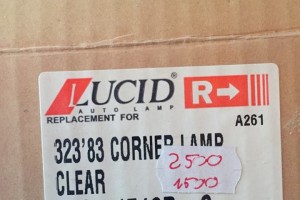 LUCID®
AUTO LAMP
R
REPLACEMENT FOR
A261
323'83 CORNER LAMP
CLEAR
2500
1500